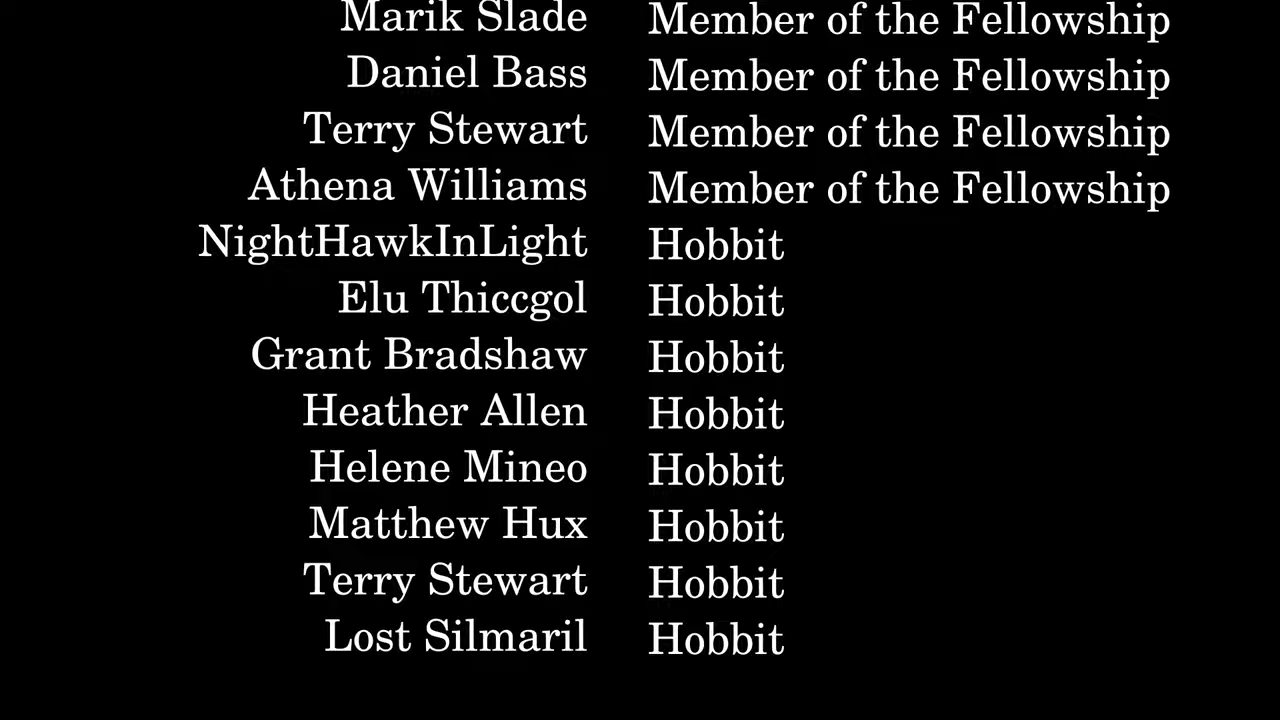 Marik Slade Member of the Fellowship
Daniel Bass Member of the Fellowship
Terry Stewart Member of the Fellowship
Athena Williams Member of the Fellowship
NightHawkInLight Hobbit
Elu Thiccgol Hobbit
Grant Bradshaw Hobbit
Heather Allen Hobbit
Helene Mineo Hobbit
Matthew Hux Hobbit
Terry Stewart Hobbit
Lost Silmaril Hobbit